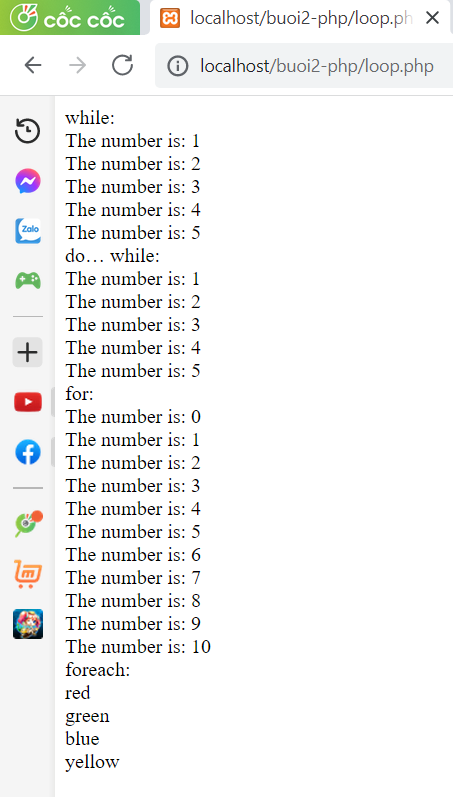 cốc cốc
localhost/buoi2-php/loop.ph
localhost/buoi2-php/loop.php
Zalo
while:
The number is: 1
The number is: 2
The number is: 3
The number is: 4
The number is: 5
do… while:
The number is: 1
The number is: 2
The number is: 3
The number is: 4
The number is: 5
for:
The number is: 0
The number is: 1
The number is: 2
The number is: 3
The number is: 4
The number is: 5
The number is: 6
The number is: 7
The number is: 8
The number is: 9
The number is: 10
foreach:
red
green
blue
yellow